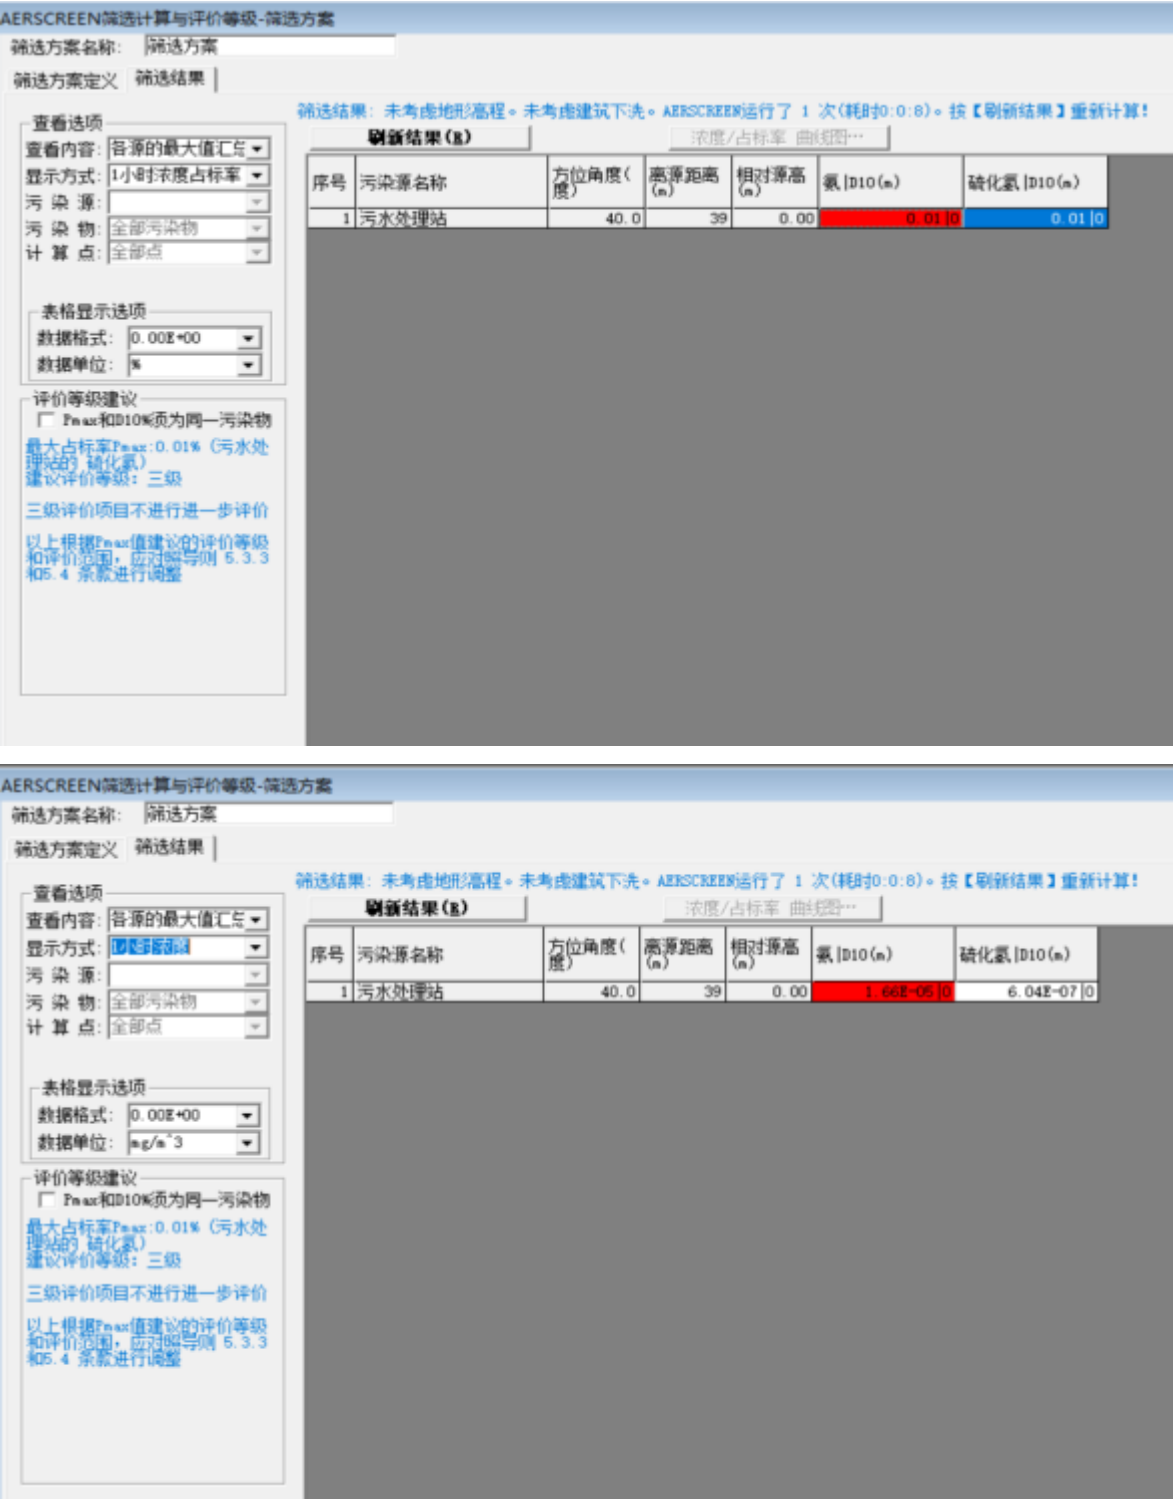 AERSCREEN筛选计算与评价等级-筛选方案
筛选方案名称: 筛选方案
筛选方案定义 筛选结果
筛选结果: 未考虑地形高程。未考虑建筑下洗。AERSCREEN运行了 1 次(耗时0:0:8)。按【刷新结果】重新计算!
查看选项
刷新结果(R) 浓度/占标率 曲线图…
查看内容: 各源的最大值汇总
显示方式: 1小时浓度占标率
污 染 源:
污 染 物: 全部污染物
计 算 点: 全部点
序号 污染源名称 方位角度(度) 离源距离(m) 相对源高(m) 氨|D10(m) 硫化氢|D10(m)
1 污水处理站 40.0 39 0.00 0.01|0 0.01|0
表格显示选项
数据格式: 0.00E+00
数据单位: %
评价等级建议
Pmax和D10%须为同一污染物
最大占标率Pmax:0.01% (污水处
理站的 硫化氢)
建议评价等级: 三级
三级评价项目不进行进一步评价
以上根据Pmax值建议的评价等级
和评价范围, 应对照导则 5.3.3
和5.4 条款进行调整
AERSCREEN筛选计算与评价等级-筛选方案
筛选方案名称: 筛选方案
筛选方案定义 筛选结果
筛选结果: 未考虑地形高程。未考虑建筑下洗。AERSCREEN运行了 1 次(耗时0:0:8)。按【刷新结果】重新计算!
查看选项
刷新结果(R) 浓度/占标率 曲线图…
查看内容: 各源的最大值汇总
显示方式: 1小时浓度
污 染 源:
污 染 物: 全部污染物
计 算 点: 全部点
序号 污染源名称 方位角度(度) 离源距离(m) 相对源高(m) 氨|D10(m) 硫化氢|D10(m)
1 污水处理站 40.0 39 0.00 1.66E-05|0 6.04E-07|0
表格显示选项
数据格式: 0.00E+00
数据单位: mg/m^3
评价等级建议
Pmax和D10%须为同一污染物
最大占标率Pmax:0.01% (污水处
理站的 硫化氢)
建议评价等级: 三级
三级评价项目不进行进一步评价
以上根据Pmax值建议的评价等级
和评价范围, 应对照导则 5.3.3
和5.4 条款进行调整